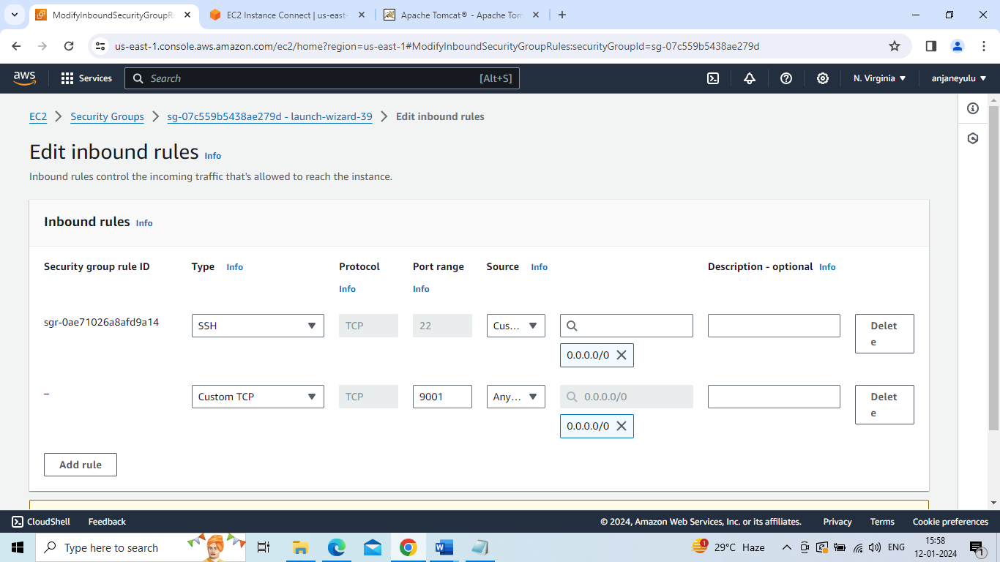 ModifyInboundSecurityGroupR
EC2 Instance Connect | us-east-
Apache Tomcat® - Apache Tom
us-east-1.console.aws.amazon.com/ec2/home?region=us-east-1#ModifyInboundSecurityGroupRules:securityGroupId=sg-07c559b5438ae279d
aws
Services
Search
[Alt+S]
N. Virginia
anjaneyulu
EC2
Security Groups
sg-07c559b5438ae279d - launch-wizard-39
Edit inbound rules
Edit inbound rules Info
Inbound rules control the incoming traffic that's allowed to reach the instance.
Inbound rules Info
Security group rule ID
Type Info
Protocol
Info
Port range
Info
Source Info
Description - optional Info
sgr-0ae71026a8afd9a14
SSH
TCP
22
Cus...
0.0.0.0/0
Delet
e
–
Custom TCP
TCP
9001
Any...
0.0.0.0/0
0.0.0.0/0
Delet
e
Add rule
CloudShell
Feedback
© 2024, Amazon Web Services, Inc. or its affiliates.
Privacy
Terms
Cookie preferences
Type here to search
1
29°C Haze
ENG
15:58
12-01-2024
1